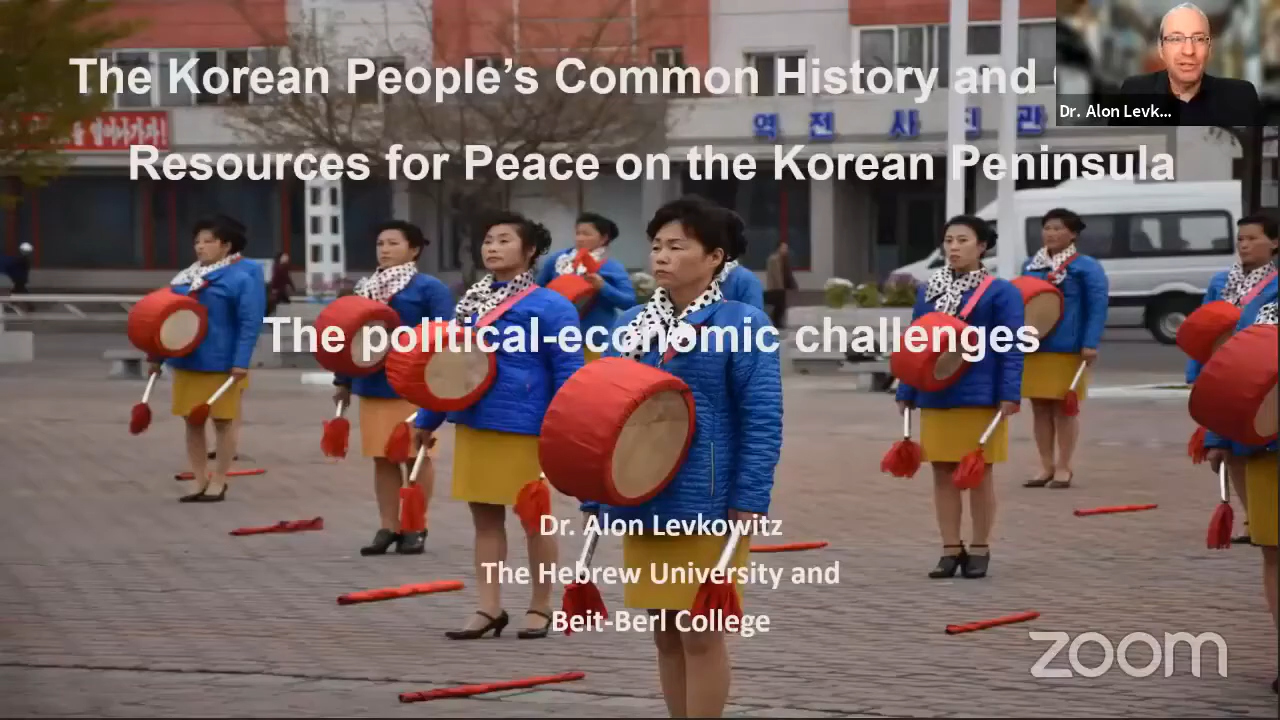 The Korean People's Common History and
Dr. Alon Levk...
역전 사진관
Resources for Peace on the Korean Peninsula
The political-economic challenges
Dr. Alon Levkowitz
The Hebrew University and
Beit-Berl College
zoom